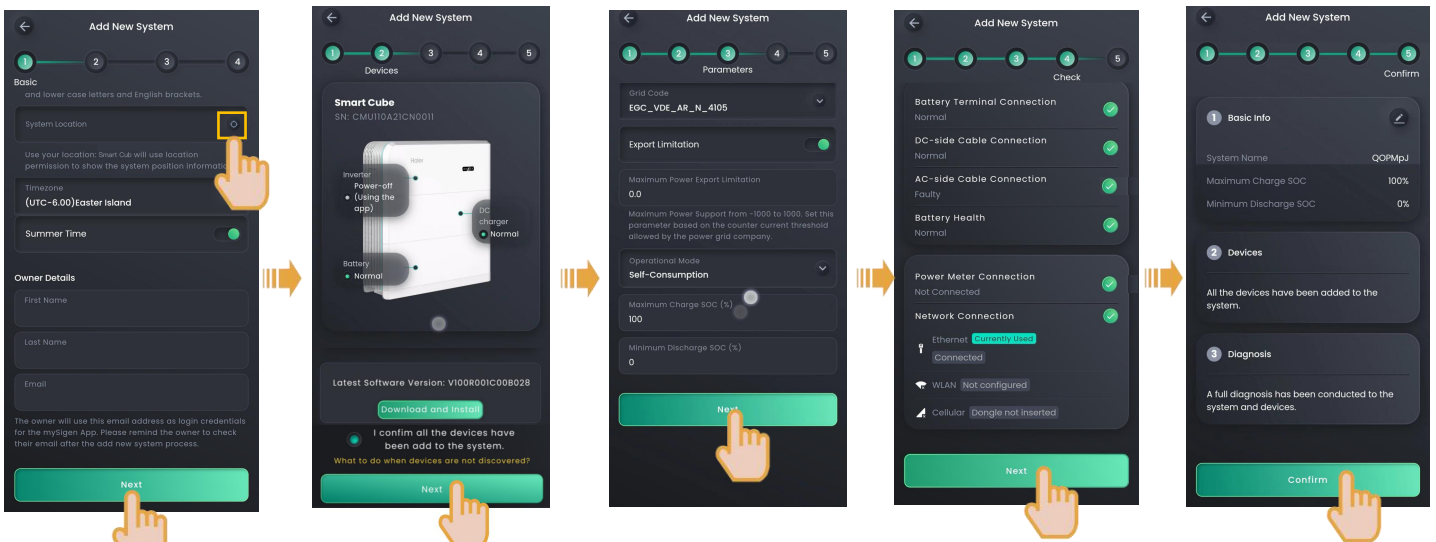 Add New System
1
2
3
4
Basic
and lower case letters and English brackets.
System Location
Use your location: Smart Cub will use location
permission to show the system position information
Timezone
(UTC-6.00)Easter Island
Summer Time
Owner Details
First Name
Last Name
Email
The owner will use this email address as login credentials
for the mySigen App. Please remind the owner to check
their email after the add new system process.
Next
Add New System
1
2
3
4
5
Devices
Smart Cube
SN: CMU110A21CN0011
Haier
Inverter
Power-off
(Using the
app)
DC
charger
Normal
Battery
Normal
Latest Software Version: V100R001C00B028
Download and Install
I confim all the devices have
been add to the system.
What to do when devices are not discovered?
Next
Add New System
1
2
3
4
5
Parameters
Grid Code
EGC_VDE_AR_N_4105
Export Limitation
Maximum Power Export Limitation
0.0
Maximum Power Support from -1000 to 1000. Set this
parameter based on the counter current threshold
allowed by the power grid company.
Operational Mode
Self-Consumption
Maximum Charge SOC (%)
100
Minimum Discharge SOC (%)
0
Next
Add New System
1
2
3
4
5
Check
Battery Terminal Connection
Normal
DC-side Cable Connection
Normal
AC-side Cable Connection
Faulty
Battery Health
Normal
Power Meter Connection
Not Connected
Network Connection
Ethernet Currently Used
Connected
WLAN Not configured
Cellular Dongle not inserted
Next
Add New System
1
2
3
4
5
Confirm
1 Basic Info
System Name QOPMpJ
Maximum Charge SOC 100%
Minimum Discharge SOC 0%
2 Devices
All the devices have been added to the
system.
3 Diagnosis
A full diagnosis has been conducted to the
system and devices.
Confirm